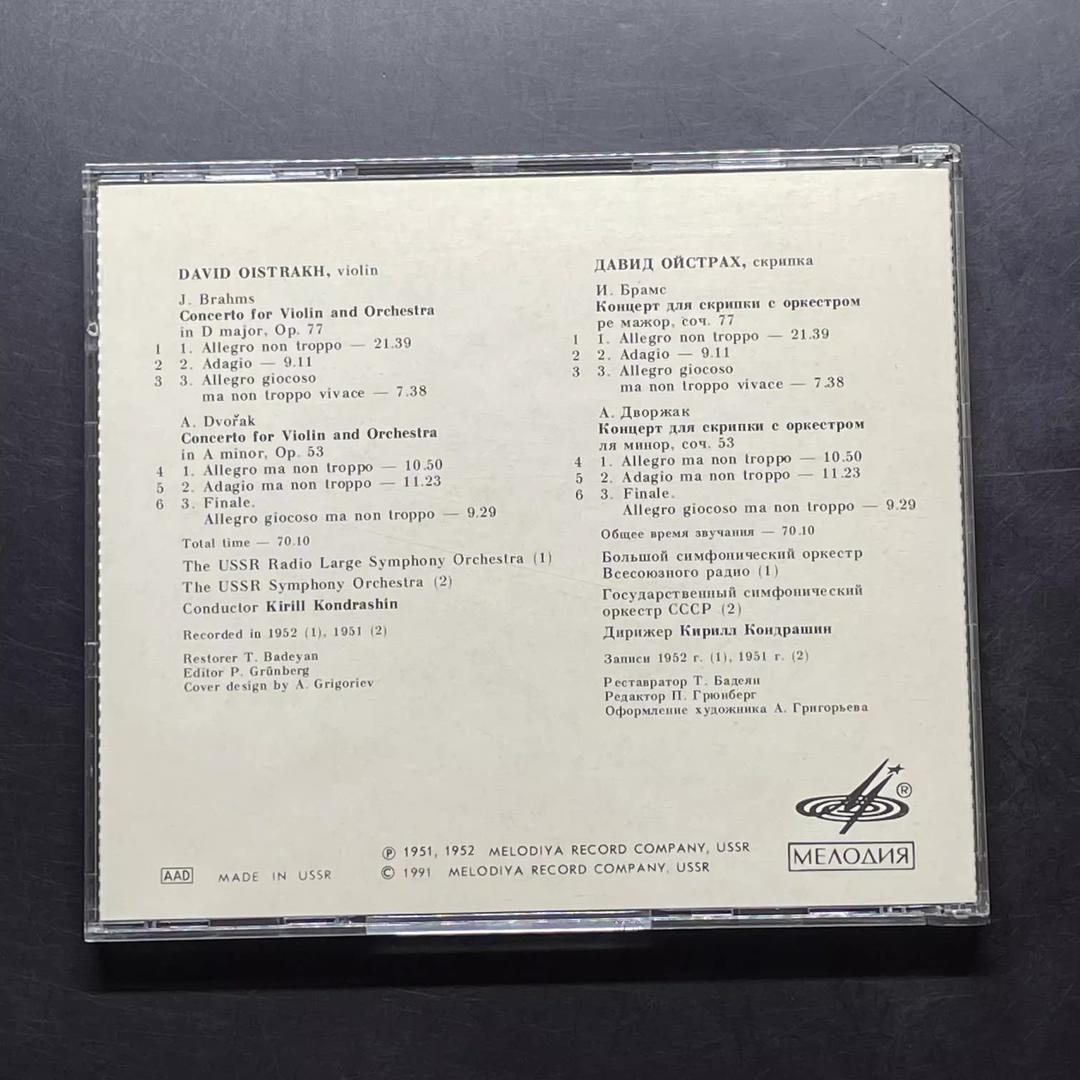 DAVID OISTRAKH, violin
J. Brahms
Concerto for Violin and Orchestra
in D major, Op. 77
1 1. Allegro non troppo — 21.39
2 2. Adagio — 9.11
3 3. Allegro giocoso
ma non troppo vivace — 7.38
A. Dvořak
Concerto for Violin and Orchestra
in A minor, Op. 53
4 1. Allegro ma non troppo — 10.50
5 2. Adagio ma non troppo — 11.23
6 3. Finale.
Allegro giocoso ma non troppo — 9.29
Total time — 70.10
The USSR Radio Large Symphony Orchestra (1)
The USSR Symphony Orchestra (2)
Conductor Kirill Kondrashin
Recorded in 1952 (1), 1951 (2)
Restorer T. Badeyan
Editor P. Grünberg
Cover design by A. Grigoriev
ДАВИД ОЙСТРАХ, скрипка
И. Брамс
Концерт для скрипки с оркестром
ре мажор, соч. 77
1 1. Allegro non troppo — 21.39
2 2. Adagio — 9.11
3 3. Allegro giocoso
ma non troppo vivace — 7.38
А. Дворжак
Концерт для скрипки с оркестром
ля минор, соч. 53
4 1. Allegro ma non troppo — 10.50
5 2. Adagio ma non troppo — 11.23
6 3. Finale.
Allegro giocoso ma non troppo — 9.29
Общее время звучания — 70.10
Большой симфонический оркестр
Всесоюзного радио (1)
Государственный симфонический
оркестр СССР (2)
Дирижер Кирилл Кондрашин
Записи 1952 г. (1), 1951 г. (2)
Реставратор Т. Бадеян
Редактор П. Грюнберг
Оформление художника А. Григорьева
®
МЕЛОДИЯ
AAD MADE IN USSR
℗ 1951, 1952 MELODIYA RECORD COMPANY, USSR
© 1991 MELODIYA RECORD COMPANY, USSR